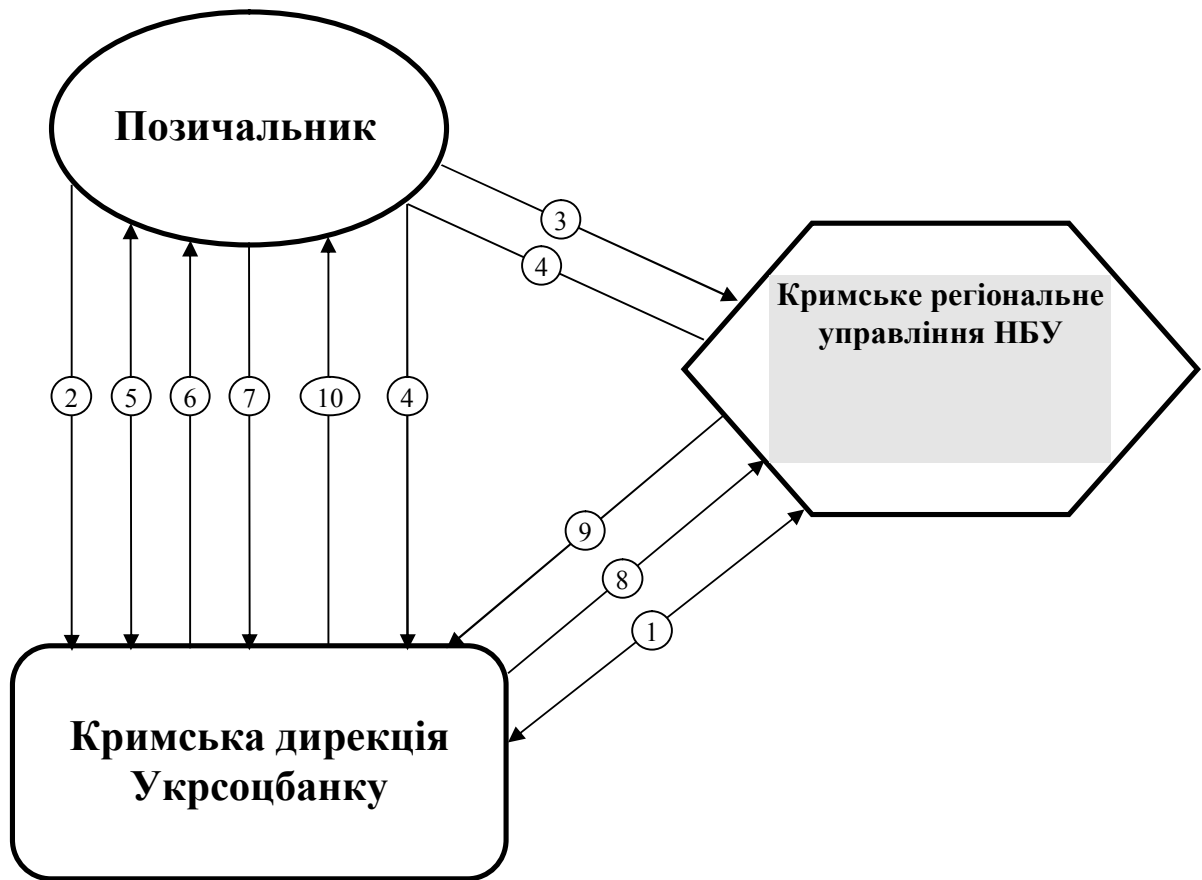 Позичальник
3
4
Кримське регіональне
управління НБУ
2
5
6
7
10
4
9
8
1
Кримська дирекція
Укрсоцбанку